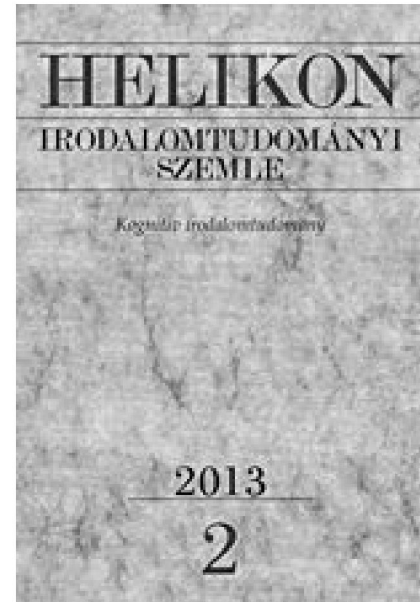 HELIKON
IRODALOMTUDOMÁNYI
SZEMLE
Kognitív irodalomtudomány
2013
2